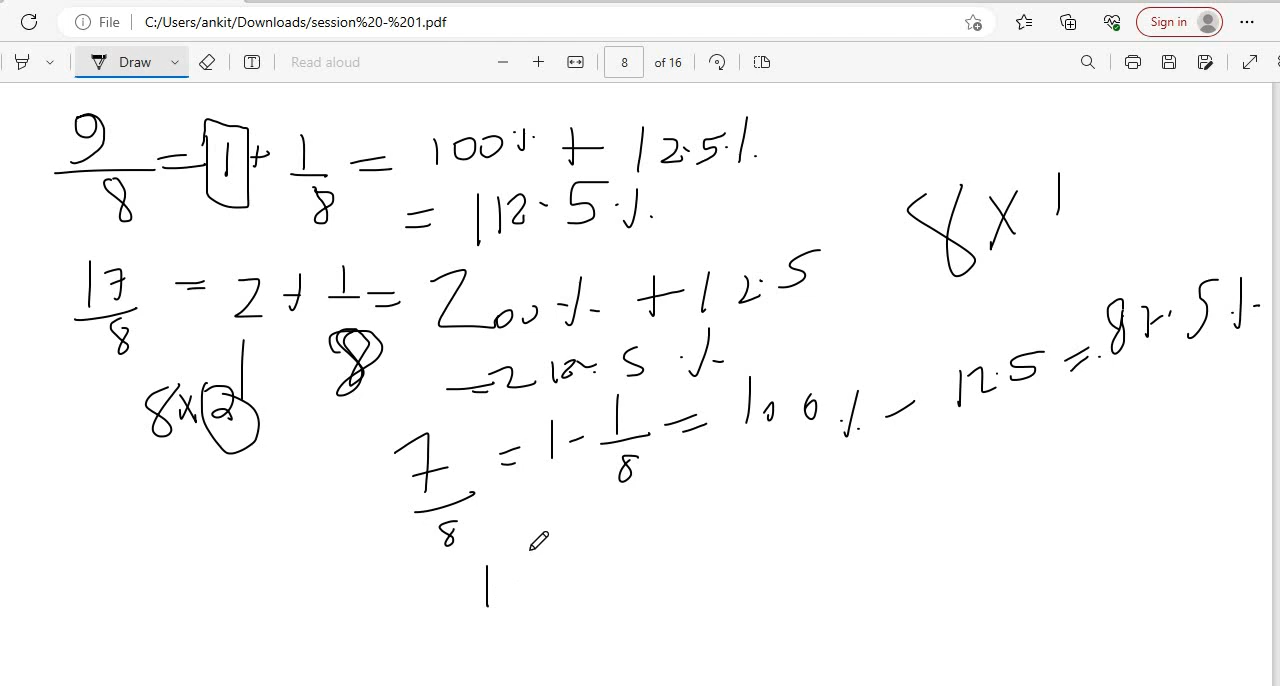 File C:/Users/ankit/Downloads/session%20-%201.pdf Sign in
Draw Read aloud 8 of 16
9/8 = 1 + 1/8 = 100% + 12.5%
= 112.5%
8 x 1
17/8 = 2 + 1/8 = 200% + 12.5
= 212.5%
8 x 2
7/8 = 1 - 1/8 = 100% - 12.5 = 87.5%
1